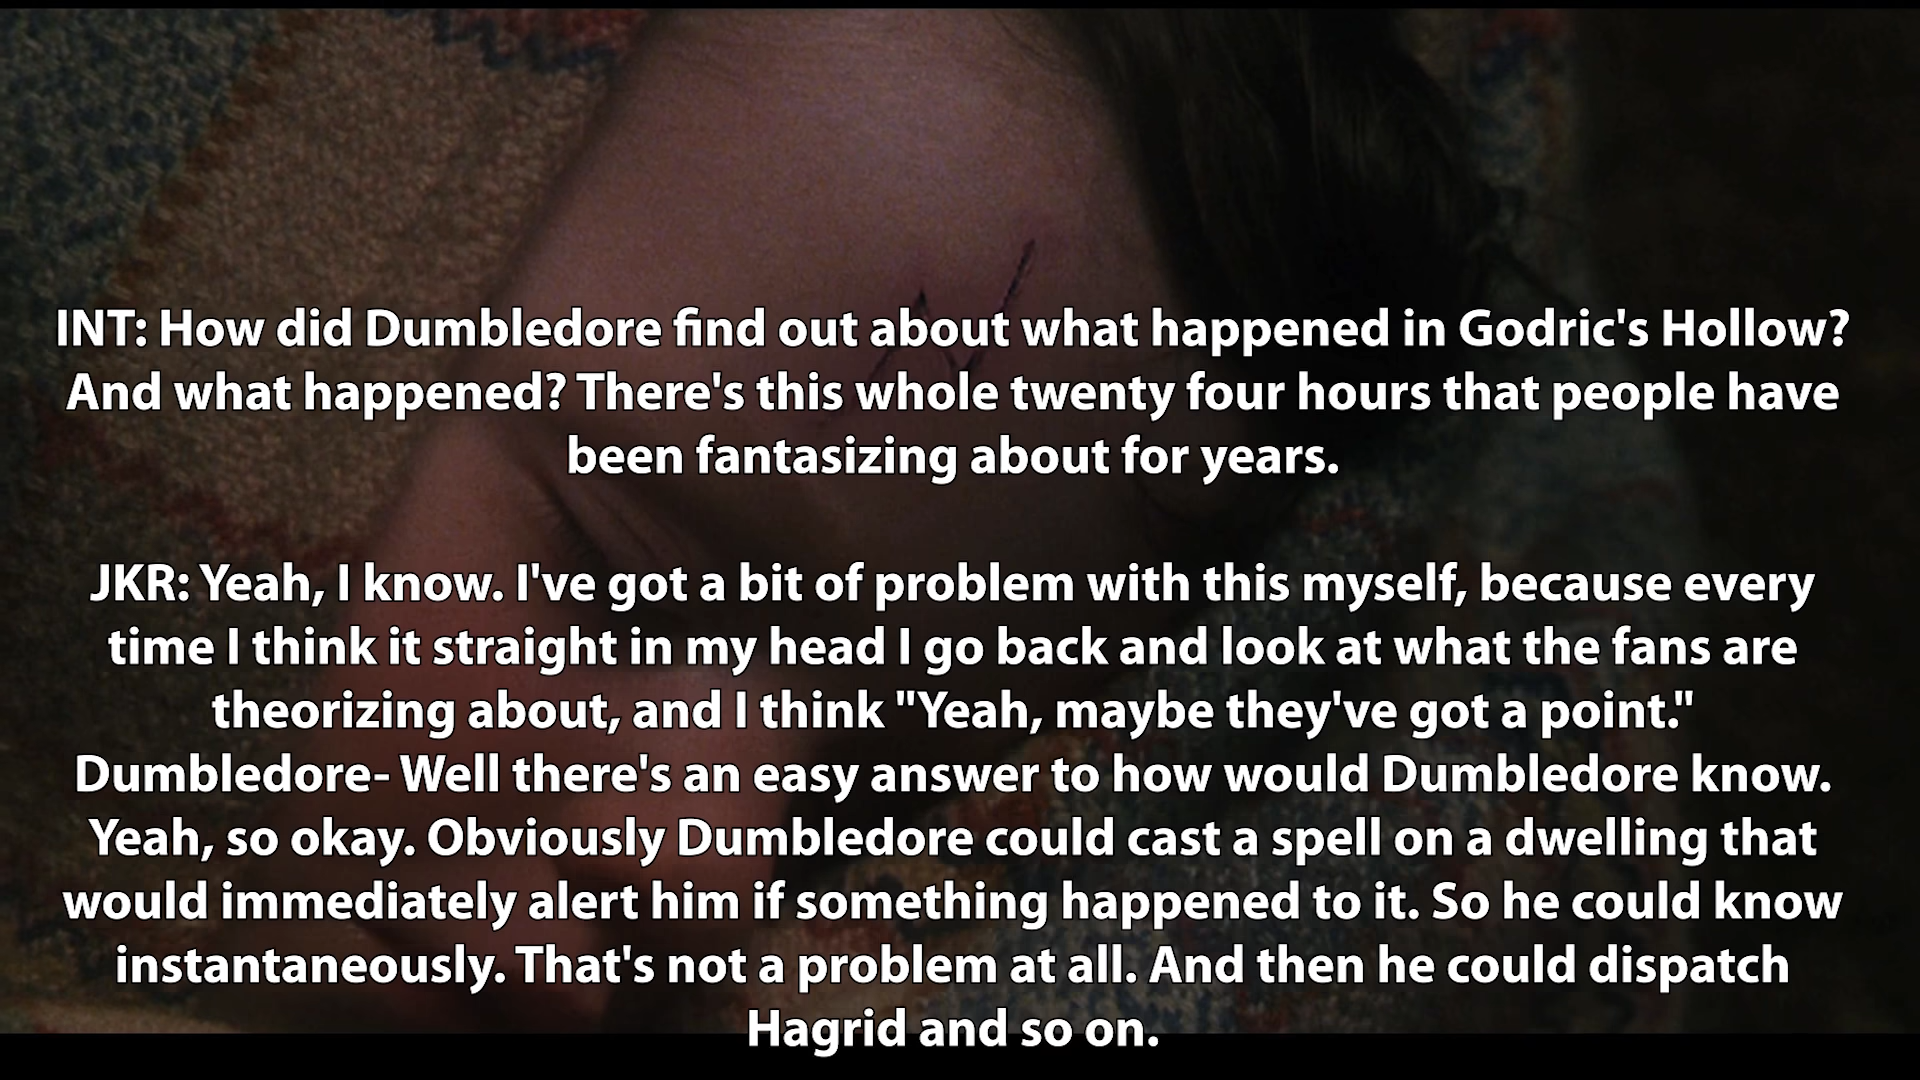 INT: How did Dumbledore find out about what happened in Godric's Hollow?
And what happened? There's this whole twenty four hours that people have
been fantasizing about for years.
JKR: Yeah, I know. I've got a bit of problem with this myself, because every
time I think it straight in my head I go back and look at what the fans are
theorizing about, and I think "Yeah, maybe they've got a point."
Dumbledore- Well there's an easy answer to how would Dumbledore know.
Yeah, so okay. Obviously Dumbledore could cast a spell on a dwelling that
would immediately alert him if something happened to it. So he could know
instantaneously. That's not a problem at all. And then he could dispatch
Hagrid and so on.